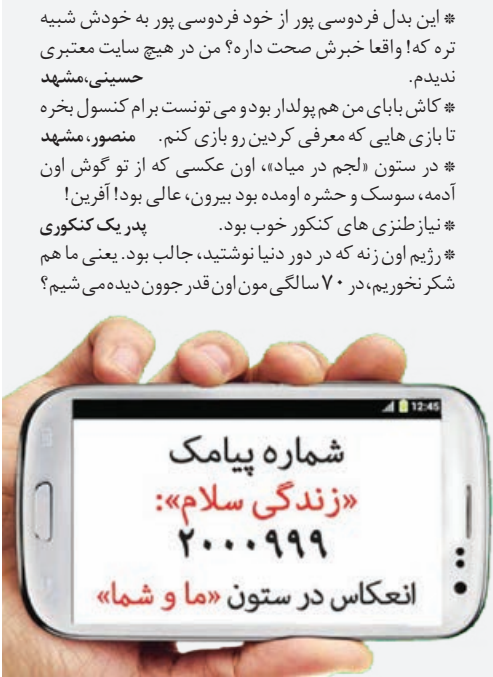 * این بدل فردوسی پور از خود فردوسی پور به خودش شبیه
تره که! واقعا خبرش صحت داره؟ من در هیچ سایت معتبری
ندیدم. حسینی،مشهد
* کاش بابای من هم پولدار بود و می تونست برام کنسول بخره
تا بازی هایی که معرفی کردین رو بازی کنم. منصور، مشهد
* در ستون «لجم در میاد»، اون عکسی که از تو گوش اون
آدمه، سوسک و حشره اومده بود بیرون، عالی بود! آفرین!
* نیازطنزی های کنکور خوب بود. پدر یک کنکوری
* رژیم اون زنه که در دور دنیا نوشتید، جالب بود. یعنی ما هم
شکر نخوریم،در ۷۰ سالگی مون اون قدر جوون دیده می شیم؟
12:45
شماره پیامک
«زندگی سلام»:
۲۰۰۰۹۹۹
انعکاس در ستون «ما و شما»